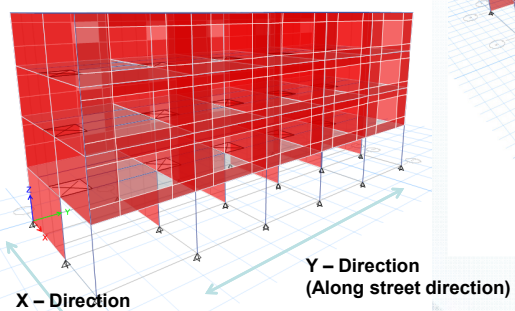 Z
Y
X
Y – Direction
(Along street direction)
X – Direction